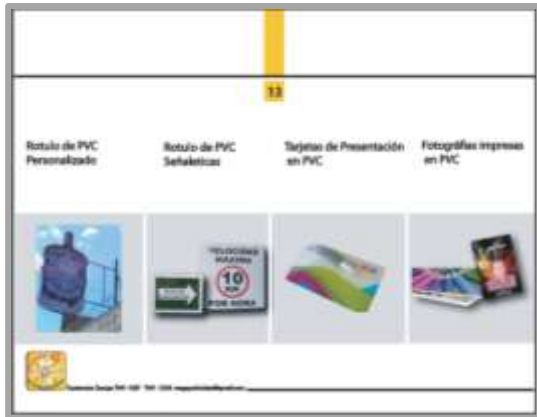 13
Rotulo de PVC
Personalizado
Rotulo de PVC
Señaleticas
Tarjetas de Presentación
en PVC
Fotográfias impresas
en PVC
VELOCIDAD
MAXIMA
10
KM
POR HORA